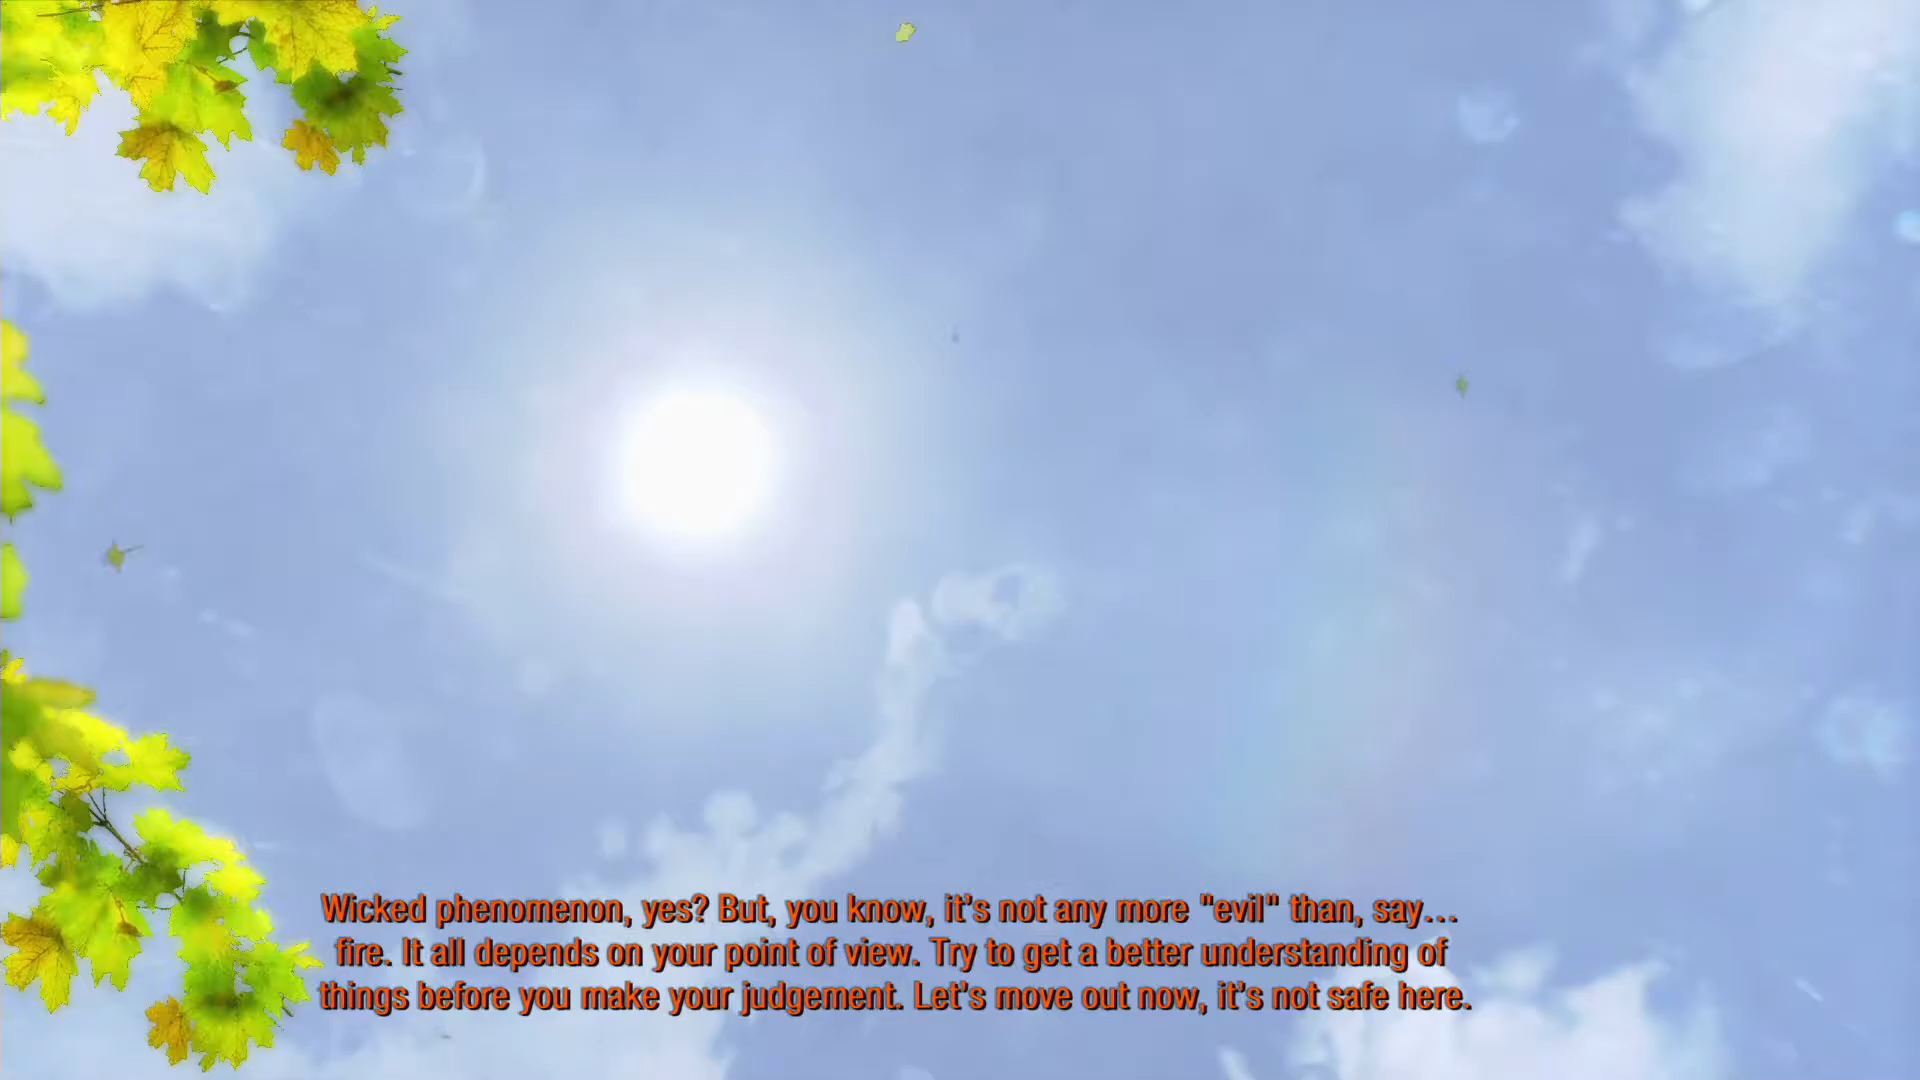 Wicked phenomenon, yes? But, you know, it's not any more "evil" than, say...
fire. It all depends on your point of view. Try to get a better understanding of
things before you make your judgement. Let's move out now, it's not safe here.